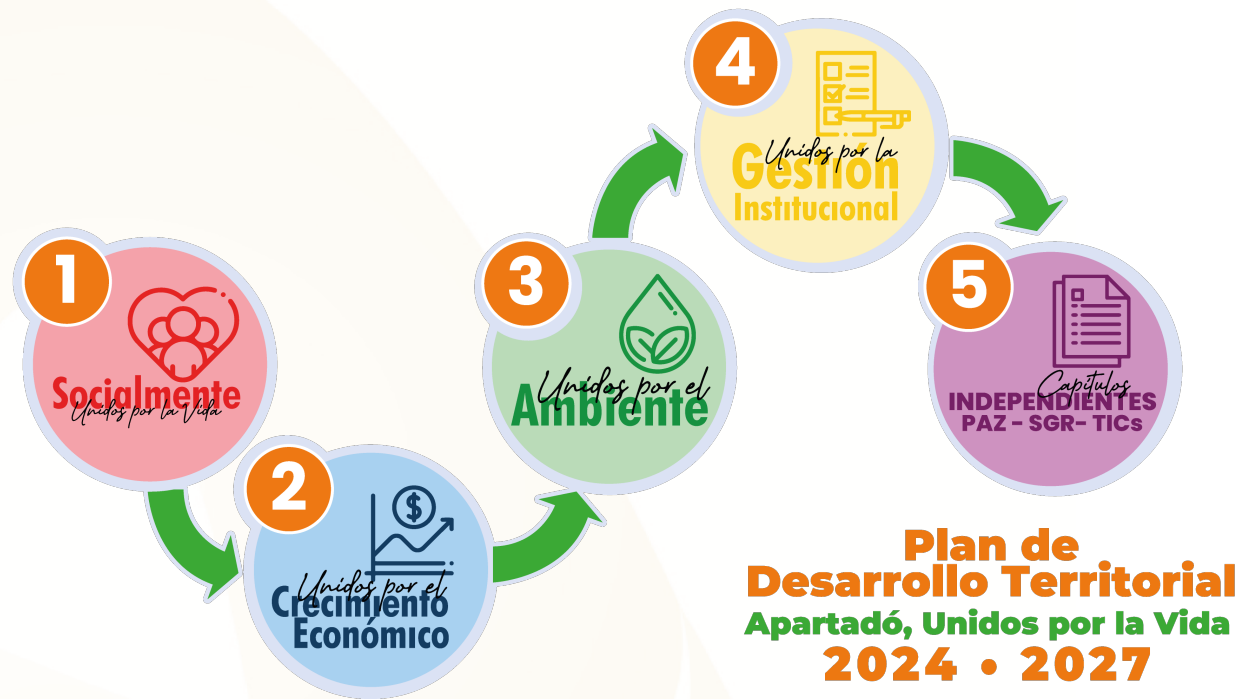 1
Socialmente
Unidos por la Vida
2
Unidos por el
Crecimiento
Económico
$
3
Unidos por el
Ambiente
4
Unidos por la
Gestión
Institucional
5
Capítulos
INDEPENDIENTES
PAZ - SGR- TICs
Plan de
Desarrollo Territorial
Apartadó, Unidos por la Vida
2024 • 2027